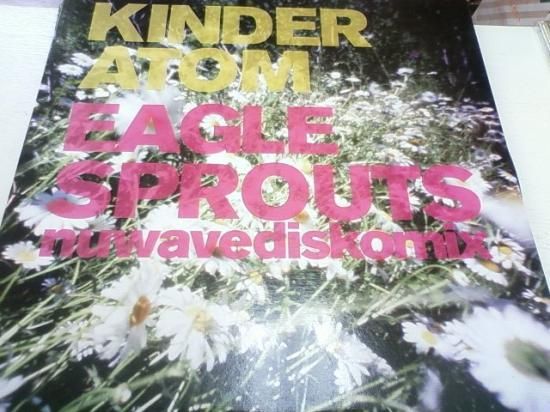 KINDER
ATOM
EAGLE
SPROUTS
nuwavediskomix